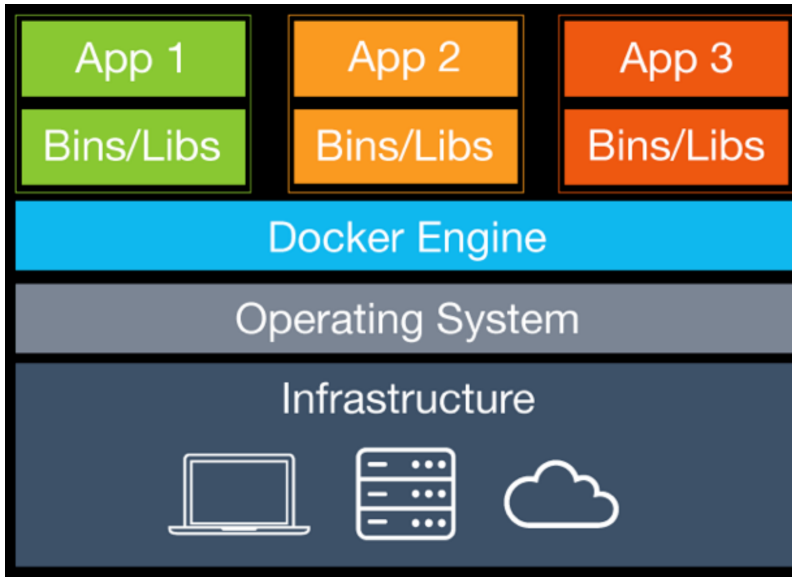 App 1
App 2
App 3
Bins/Libs
Bins/Libs
Bins/Libs
Docker Engine
Operating System
Infrastructure